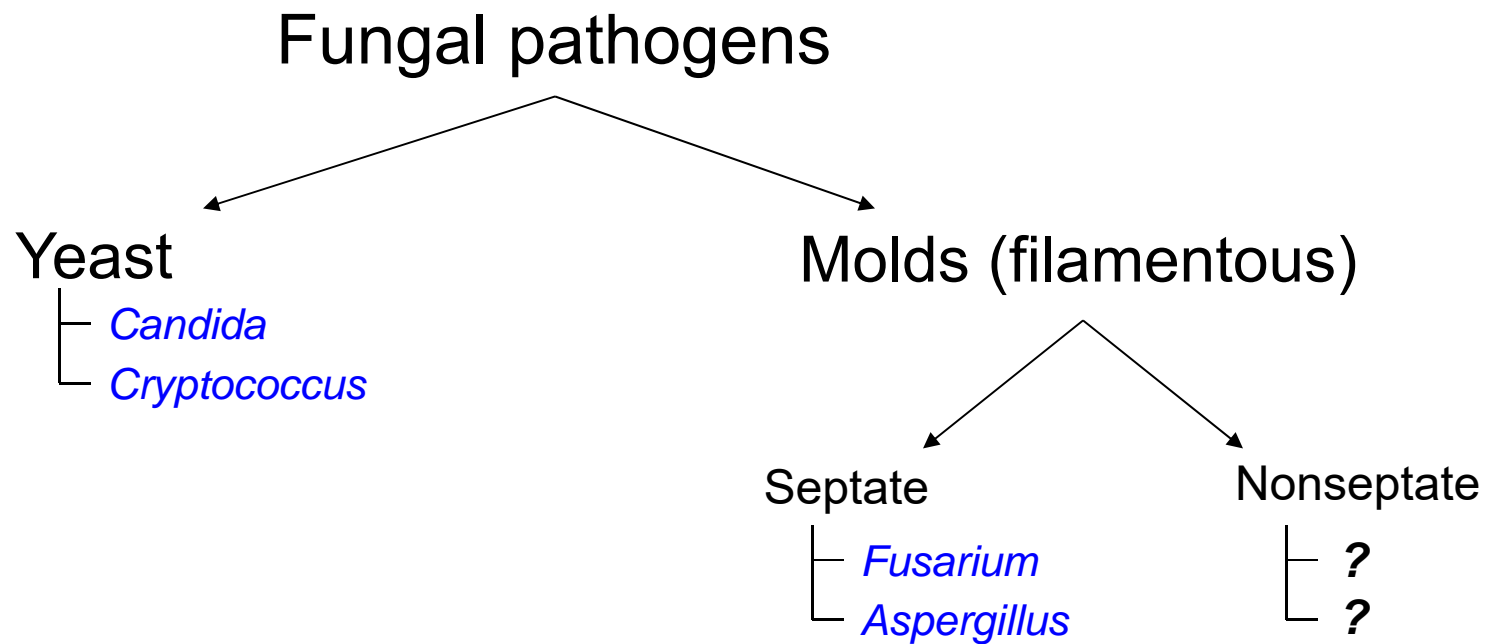 Fungal pathogens
Yeast
Candida
Cryptococcus
Molds (filamentous)
Septate
Fusarium
Aspergillus
Nonseptate
?
?